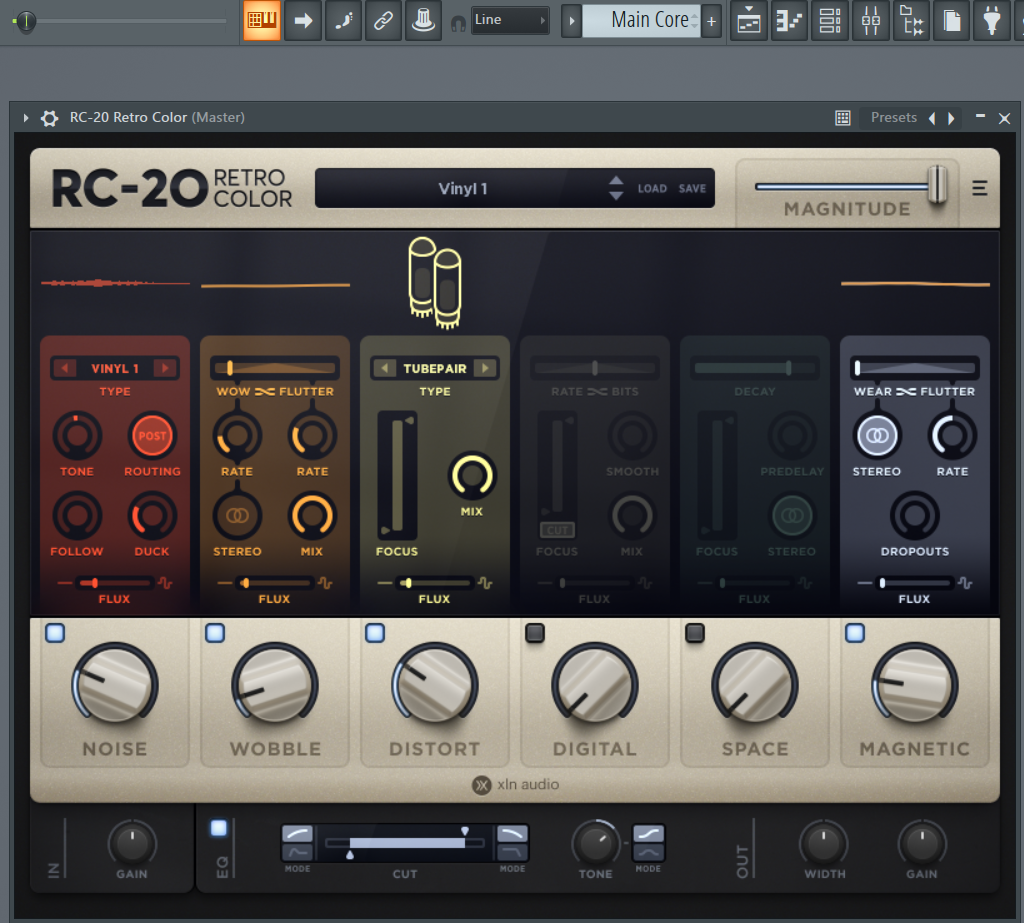 Line
Main Core
+
RC-20 Retro Color (Master)
Presets
RC-20 RETRO COLOR
Vinyl 1
LOAD SAVE
MAGNITUDE
VINYL 1
TYPE
TONE
POST
ROUTING
FOLLOW
DUCK
FLUX
WOW FLUTTER
RATE
RATE
STEREO
MIX
FLUX
TUBEPAIR
TYPE
MIX
FOCUS
FLUX
RATE BITS
SMOOTH
CUT
FOCUS
MIX
FLUX
DECAY
PREDELAY
FOCUS
STEREO
FLUX
WEAR FLUTTER
STEREO
RATE
DROPOUTS
FLUX
NOISE
WOBBLE
DISTORT
DIGITAL
SPACE
MAGNETIC
xln audio
IN
GAIN
EQ
MODE
CUT
MODE
TONE
MODE
OUT
WIDTH
GAIN